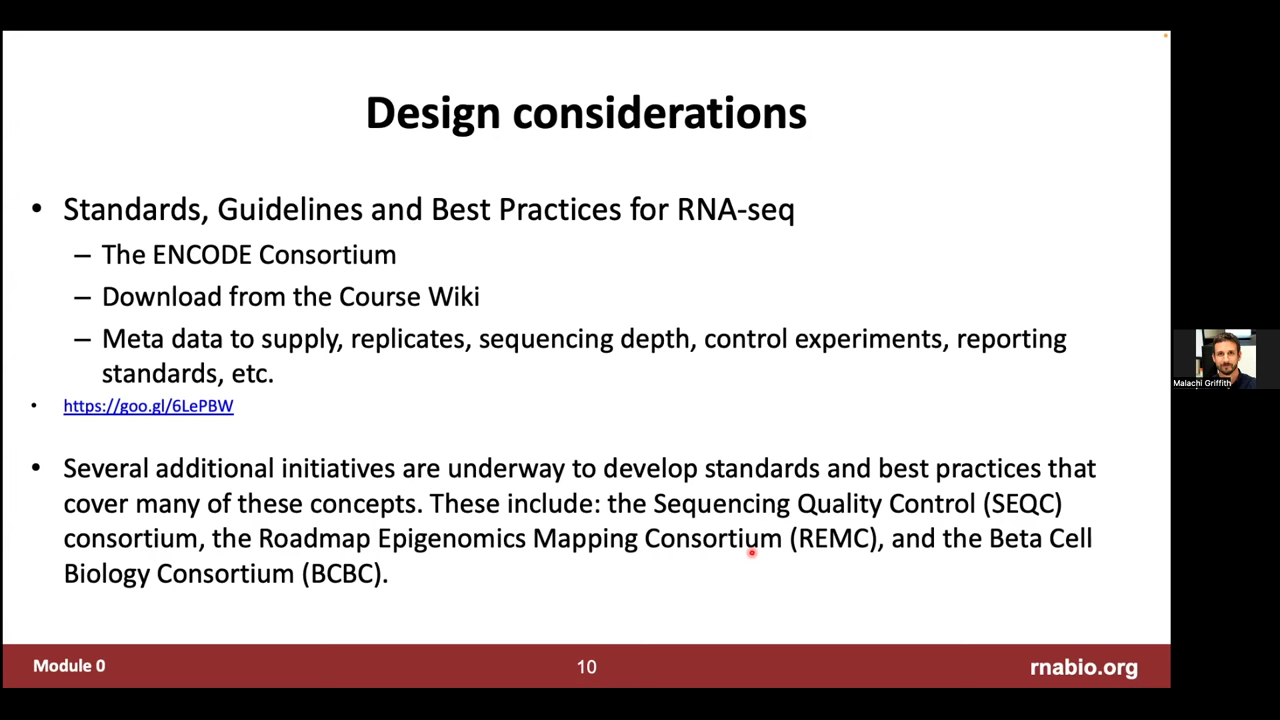 Design considerations
• Standards, Guidelines and Best Practices for RNA-seq
– The ENCODE Consortium
– Download from the Course Wiki
– Meta data to supply, replicates, sequencing depth, control experiments, reporting
standards, etc.
• https://goo.gl/6LePBW
• Several additional initiatives are underway to develop standards and best practices that
cover many of these concepts. These include: the Sequencing Quality Control (SEQC)
consortium, the Roadmap Epigenomics Mapping Consortium (REMC), and the Beta Cell
Biology Consortium (BCBC).
Malachi Griffith
Module 0
10
rnabio.org